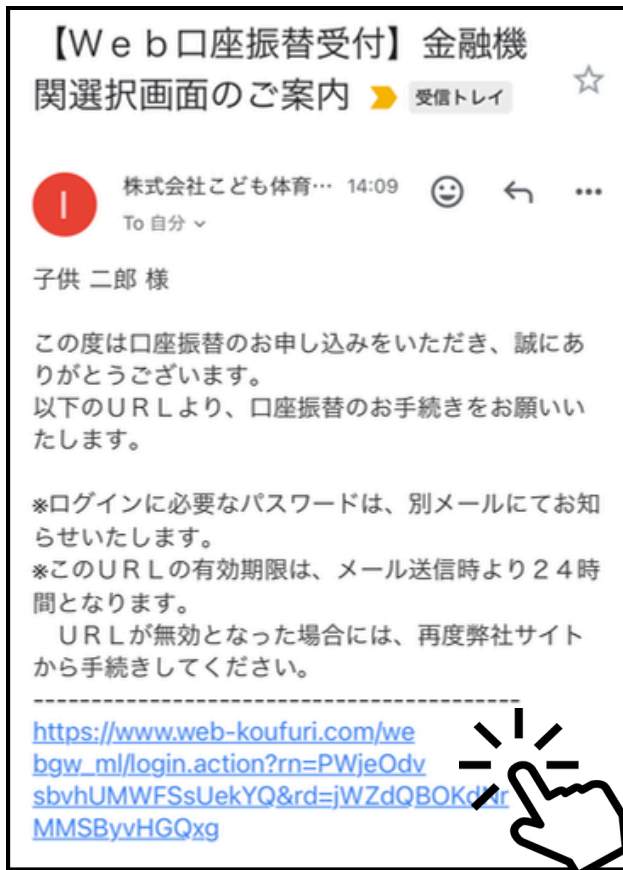 【Ｗｅｂ口座振替受付】金融機
関選択画面のご案内 受信トレイ
I
株式会社こども体育… 14:09
To 自分
子供 二郎 様
この度は口座振替のお申し込みをいただき、誠にあ
りがとうございます。
以下のＵＲＬより、口座振替のお手続きをお願いい
たします。
※ログインに必要なパスワードは、別メールにてお知
らせいたします。
※このＵＲＬの有効期限は、メール送信時より２４時
間となります。
　ＵＲＬが無効となった場合には、再度弊社サイト
から手続きしてください。
------------------------------------------
https://www.web-koufuri.com/we
bgw_ml/login.action?rn=PWjeOdv
sbvhUMWFSsUekYQ&rd=jWZdQBOKdNr
MMSByvHGQxg